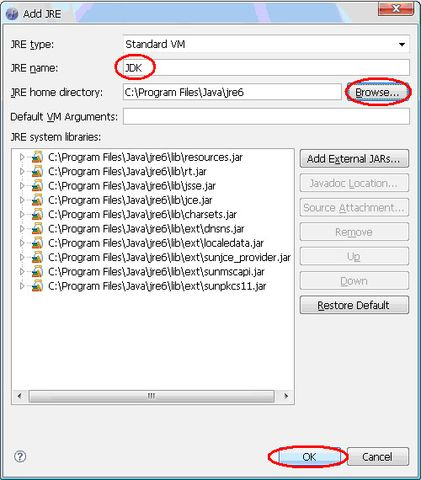 Add JRE
JRE type: Standard VM
JRE name: JDK
JRE home directory: C:\Program Files\Java\jre6 Browse...
Default VM Arguments:
JRE system libraries:
C:\Program Files\Java\jre6\lib\resources.jar
C:\Program Files\Java\jre6\lib\rt.jar
C:\Program Files\Java\jre6\lib\jsse.jar
C:\Program Files\Java\jre6\lib\jce.jar
C:\Program Files\Java\jre6\lib\charsets.jar
C:\Program Files\Java\jre6\lib\ext\dnsns.jar
C:\Program Files\Java\jre6\lib\ext\localedata.jar
C:\Program Files\Java\jre6\lib\ext\sunjce_provider.jar
C:\Program Files\Java\jre6\lib\ext\sunmscapi.jar
C:\Program Files\Java\jre6\lib\ext\sunpkcs11.jar
Add External JARs...
Javadoc Location...
Source Attachment...
Remove
Up
Down
Restore Default
? OK Cancel